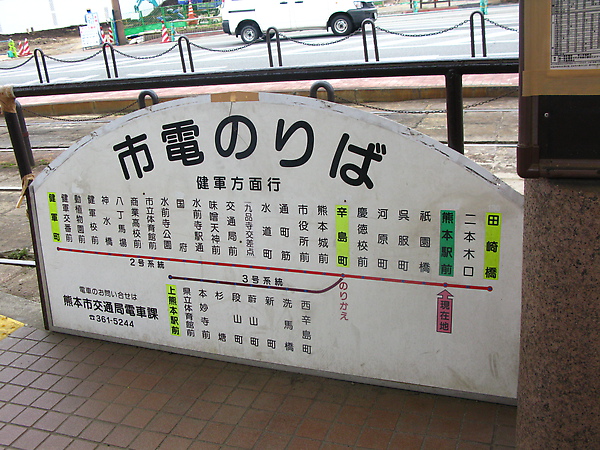 市電のりば
健軍方面行
健軍町
健軍交番前
動植物園前
健軍校前
神水橋
八丁馬場
商業高校前
市立体育館前
水前寺公園
国府
水前寺駅通
味噌天神前
交通局前
九品寺交差点
水道町
通町筋
市役所前
熊本城前
辛島町
慶徳校前
河原町
呉服町
祇園橋
熊本駅前
二本木口
田崎橋
2号系統
3号系統
のりかえ
現在地
上熊本駅前
県立体育館前
本妙寺前
杉塘
段山町
蔚山町
新町
洗馬橋
西辛島町
電車のお問い合せは
熊本市交通局電車課
☎361-5244